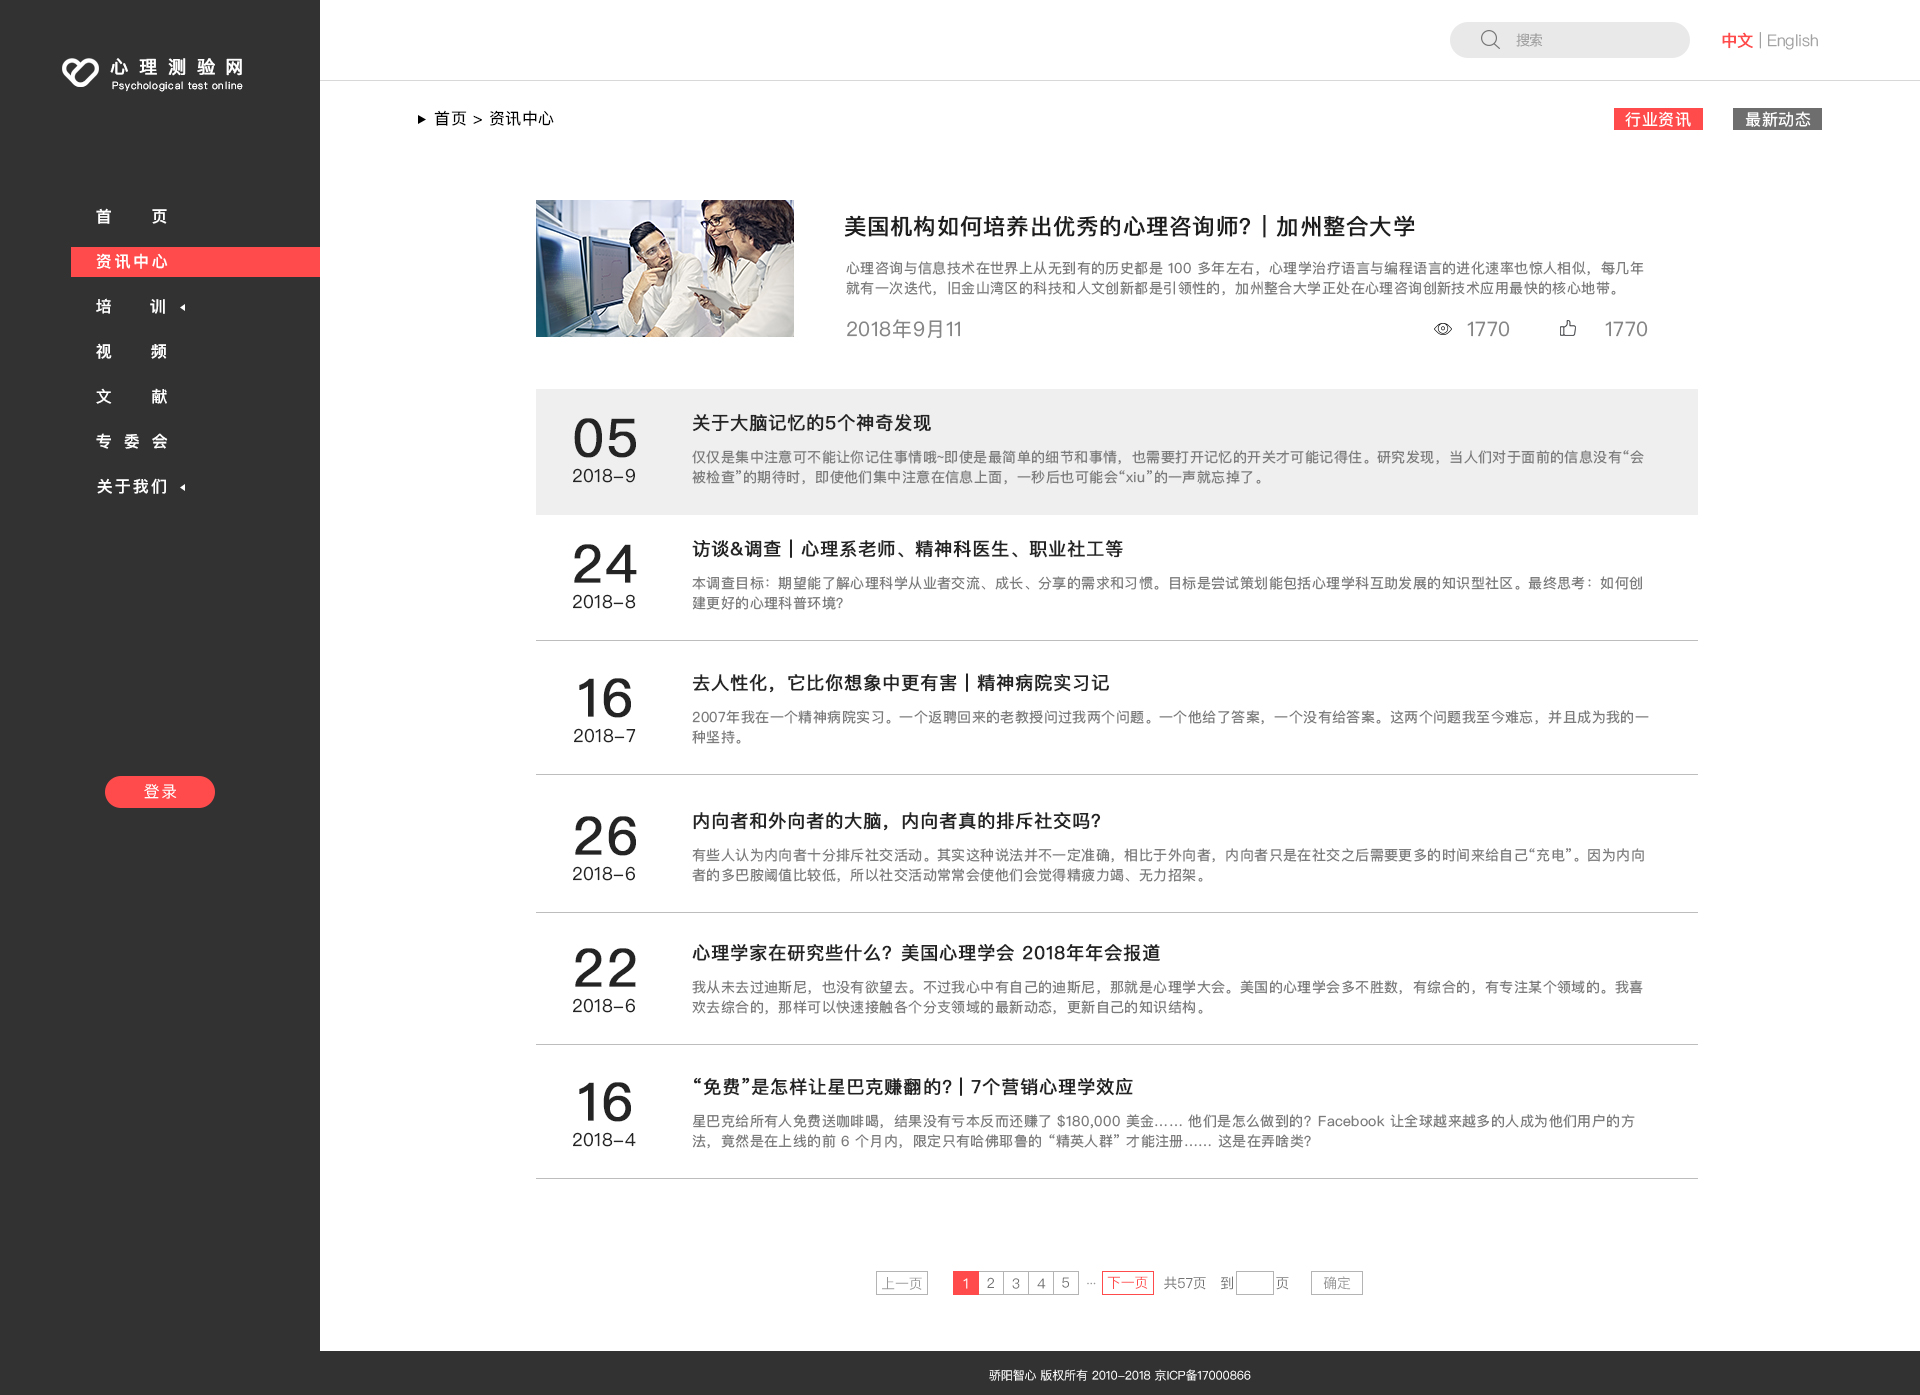 心理测验网
Psychological test online
首 页
资讯中心
培 训
视 频
文 献
专 委 会
关于我们
登录
搜索
中文 | English
首页 > 资讯中心
行业资讯
最新动态
美国机构如何培养出优秀的心理咨询师? | 加州整合大学
心理咨询与信息技术在世界上从无到有的历史都是 100 多年左右，心理学治疗语言与编程语言的进化速率也惊人相似，每几年
就有一次迭代，旧金山湾区的科技和人文创新都是引领性的，加州整合大学正处在心理咨询创新技术应用最快的核心地带。
2018年9月11
1770
1770
05
2018-9
关于大脑记忆的5个神奇发现
仅仅是集中注意可不能让你记住事情哦~即使是最简单的细节和事情，也需要打开记忆的开关才可能记得住。研究发现，当人们对于面前的信息没有“会
被检查”的期待时，即使他们集中注意在信息上面，一秒后也可能会“xiu”的一声就忘掉了。
24
2018-8
访谈&调查 | 心理系老师、精神科医生、职业社工等
本调查目标：期望能了解心理科学从业者交流、成长、分享的需求和习惯。目标是尝试策划能包括心理学科互助发展的知识型社区。最终思考：如何创
建更好的心理科普环境?
16
2018-7
去人性化，它比你想象中更有害 | 精神病院实习记
2007年我在一个精神病院实习。一个返聘回来的老教授问过我两个问题。一个他给了答案，一个没有给答案。这两个问题我至今难忘，并且成为我的一
种坚持。
26
2018-6
内向者和外向者的大脑，内向者真的排斥社交吗?
有些人认为内向者十分排斥社交活动。其实这种说法并不一定准确，相比于外向者，内向者只是在社交之后需要更多的时间来给自己“充电”。因为内向
者的多巴胺阈值比较低，所以社交活动常常会使他们会觉得精疲力竭、无力招架。
22
2018-6
心理学家在研究些什么? 美国心理学会 2018年年会报道
我从未去过迪斯尼，也没有欲望去。不过我心中有自己的迪斯尼，那就是心理学大会。美国的心理学会多不胜数，有综合的，有专注某个领域的。我喜
欢去综合的，那样可以快速接触各个分支领域的最新动态，更新自己的知识结构。
16
2018-4
“免费”是怎样让星巴克赚翻的? | 7个营销心理学效应
星巴克给所有人免费送咖啡喝，结果没有亏本反而还赚了 $180,000 美金…… 他们是怎么做到的? Facebook 让全球越来越多的人成为他们用户的方
法，竟然是在上线的前 6 个月内，限定只有哈佛耶鲁的 “精英人群” 才能注册…… 这是在弄啥类?
上一页 1 2 3 4 5 ... 下一页 共57页 到 页 确定
骄阳智心 版权所有 2010-2018 京ICP备17000866